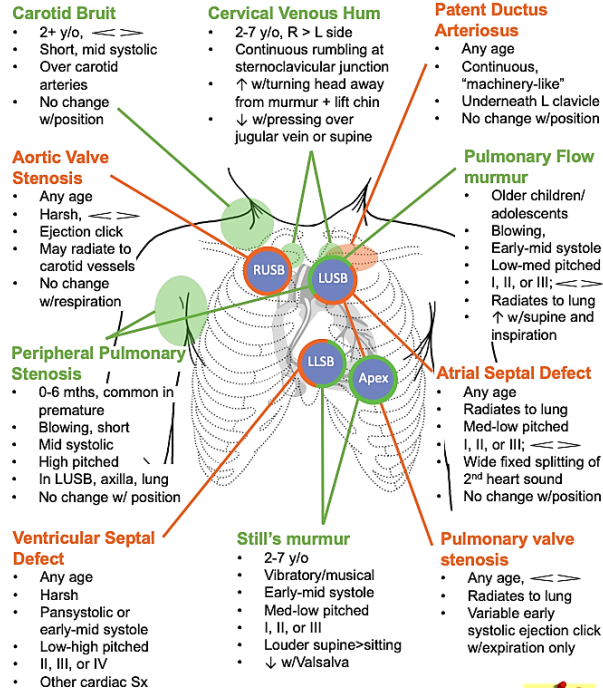 Carotid Bruit
• 2+ y/o, < >
• Short, mid systolic
• Over carotid
arteries
• No change
w/position
Cervical Venous Hum
• 2-7 y/o, R > L side
• Continuous rumbling at
sternoclavicular junction
• ↑ w/turning head away
from murmur + lift chin
• ↓ w/pressing over
jugular vein or supine
Patent Ductus
Arteriosus
• Any age
• Continuous,
“machinery-like”
• Underneath L clavicle
• No change w/position
Aortic Valve
Stenosis
• Any age
• Harsh, < >
• Ejection click
• May radiate to
carotid vessels
• No change
w/respiration
Pulmonary Flow
murmur
• Older children/
adolescents
• Blowing,
• Early-mid systole
• Low-med pitched
• I, II, or III; < >
• Radiates to lung
• ↑ w/supine and
inspiration
RUSB
LUSB
LLSB
Apex
Peripheral Pulmonary
Stenosis
• 0-6 mths, common in
premature
• Blowing, short
• Mid systolic
• High pitched
• In LUSB, axilla, lung
• No change w/ position
Atrial Septal Defect
• Any age
• Radiates to lung
• Med-low pitched
• I, II, or III; < >
• Wide fixed splitting of
2nd heart sound
• No change w/position
Ventricular Septal
Defect
• Any age
• Harsh
• Pansystolic or
early-mid systole
• Low-high pitched
• II, III, or IV
• Other cardiac Sx
Still’s murmur
• 2-7 y/o
• Vibratory/musical
• Early-mid systole
• Med-low pitched
• I, II, or III
• Louder supine>sitting
• ↓ w/Valsalva
Pulmonary valve
stenosis
• Any age, < >
• Radiates to lung
• Variable early
systolic ejection click
w/expiration only